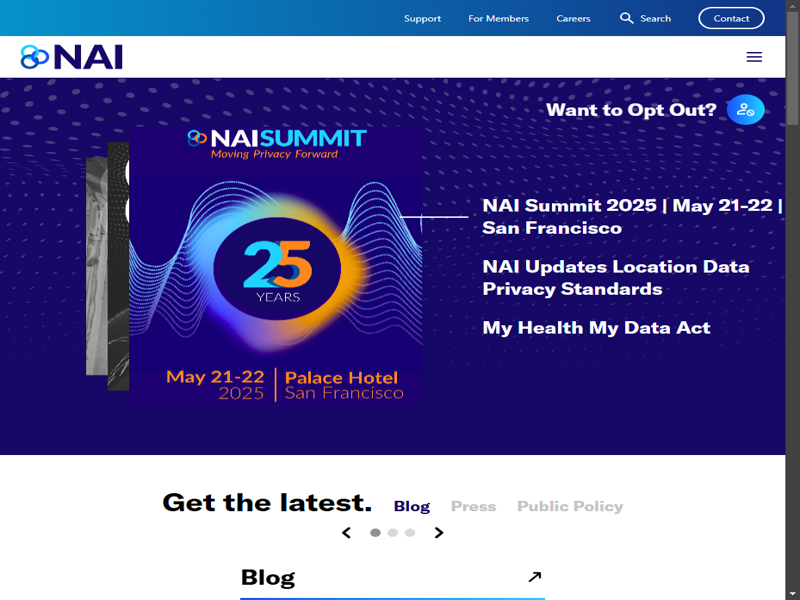 Support For Members Careers Search Contact
NAI
Want to Opt Out?
NAI SUMMIT
Moving Privacy Forward
25
YEARS
May 21-22
2025
Palace Hotel
San Francisco
NAI Summit 2025 | May 21-22 |
San Francisco
NAI Updates Location Data
Privacy Standards
My Health My Data Act
Get the latest. Blog Press Public Policy
Blog